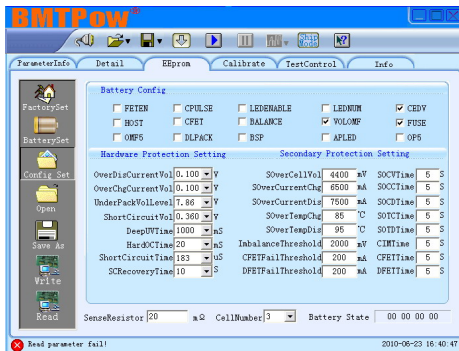 BMTPow™
Ship Mode
ParameterInfo Detail EEprom Calibrate TestControl Info
FactorySet
BatterySet
Config Set
Open
Save As
Write
Read
Battery Config
FETEN CPULSE LEDENABLE LEDNUM CEDV
HOST CFET BALANCE VOLOMF FUSE
OMF5 DLPACK BSP APLED OP5
Hardware Protection Setting Secondary Protection Setting
OverDisCurrentVol 0.100 V SOverCellVol 4400 mV SOCVTime 5 S
OverChgCurrentVol 0.100 V SOverCurrentChg 6500 mA SOCCTime 5 S
UnderPackVolLevel 7.86 V SOverCurrentDis 7500 mA SOCDTime 5 S
ShortCircuitVol 0.360 V SOverTempChg 85 ℃ SOTCTime 5 S
DeepUVTime 1000 mS SOverTempDis 95 ℃ SOTDTime 5 S
HardOCTime 20 mS ImbalanceThreshold 2000 mV CIMTime 5 S
ShortCircuitTime 183 uS CFETFailThreshold 200 mA CFETTime 5 S
SCRecoveryTime 10 S DFETFailThreshold 200 mA DFETTime 5 S
SenseResistor 20 mΩ CellNumber 3 Battery State 00 00 00 00
Read parameter fail! 2010-06-23 16:40:47